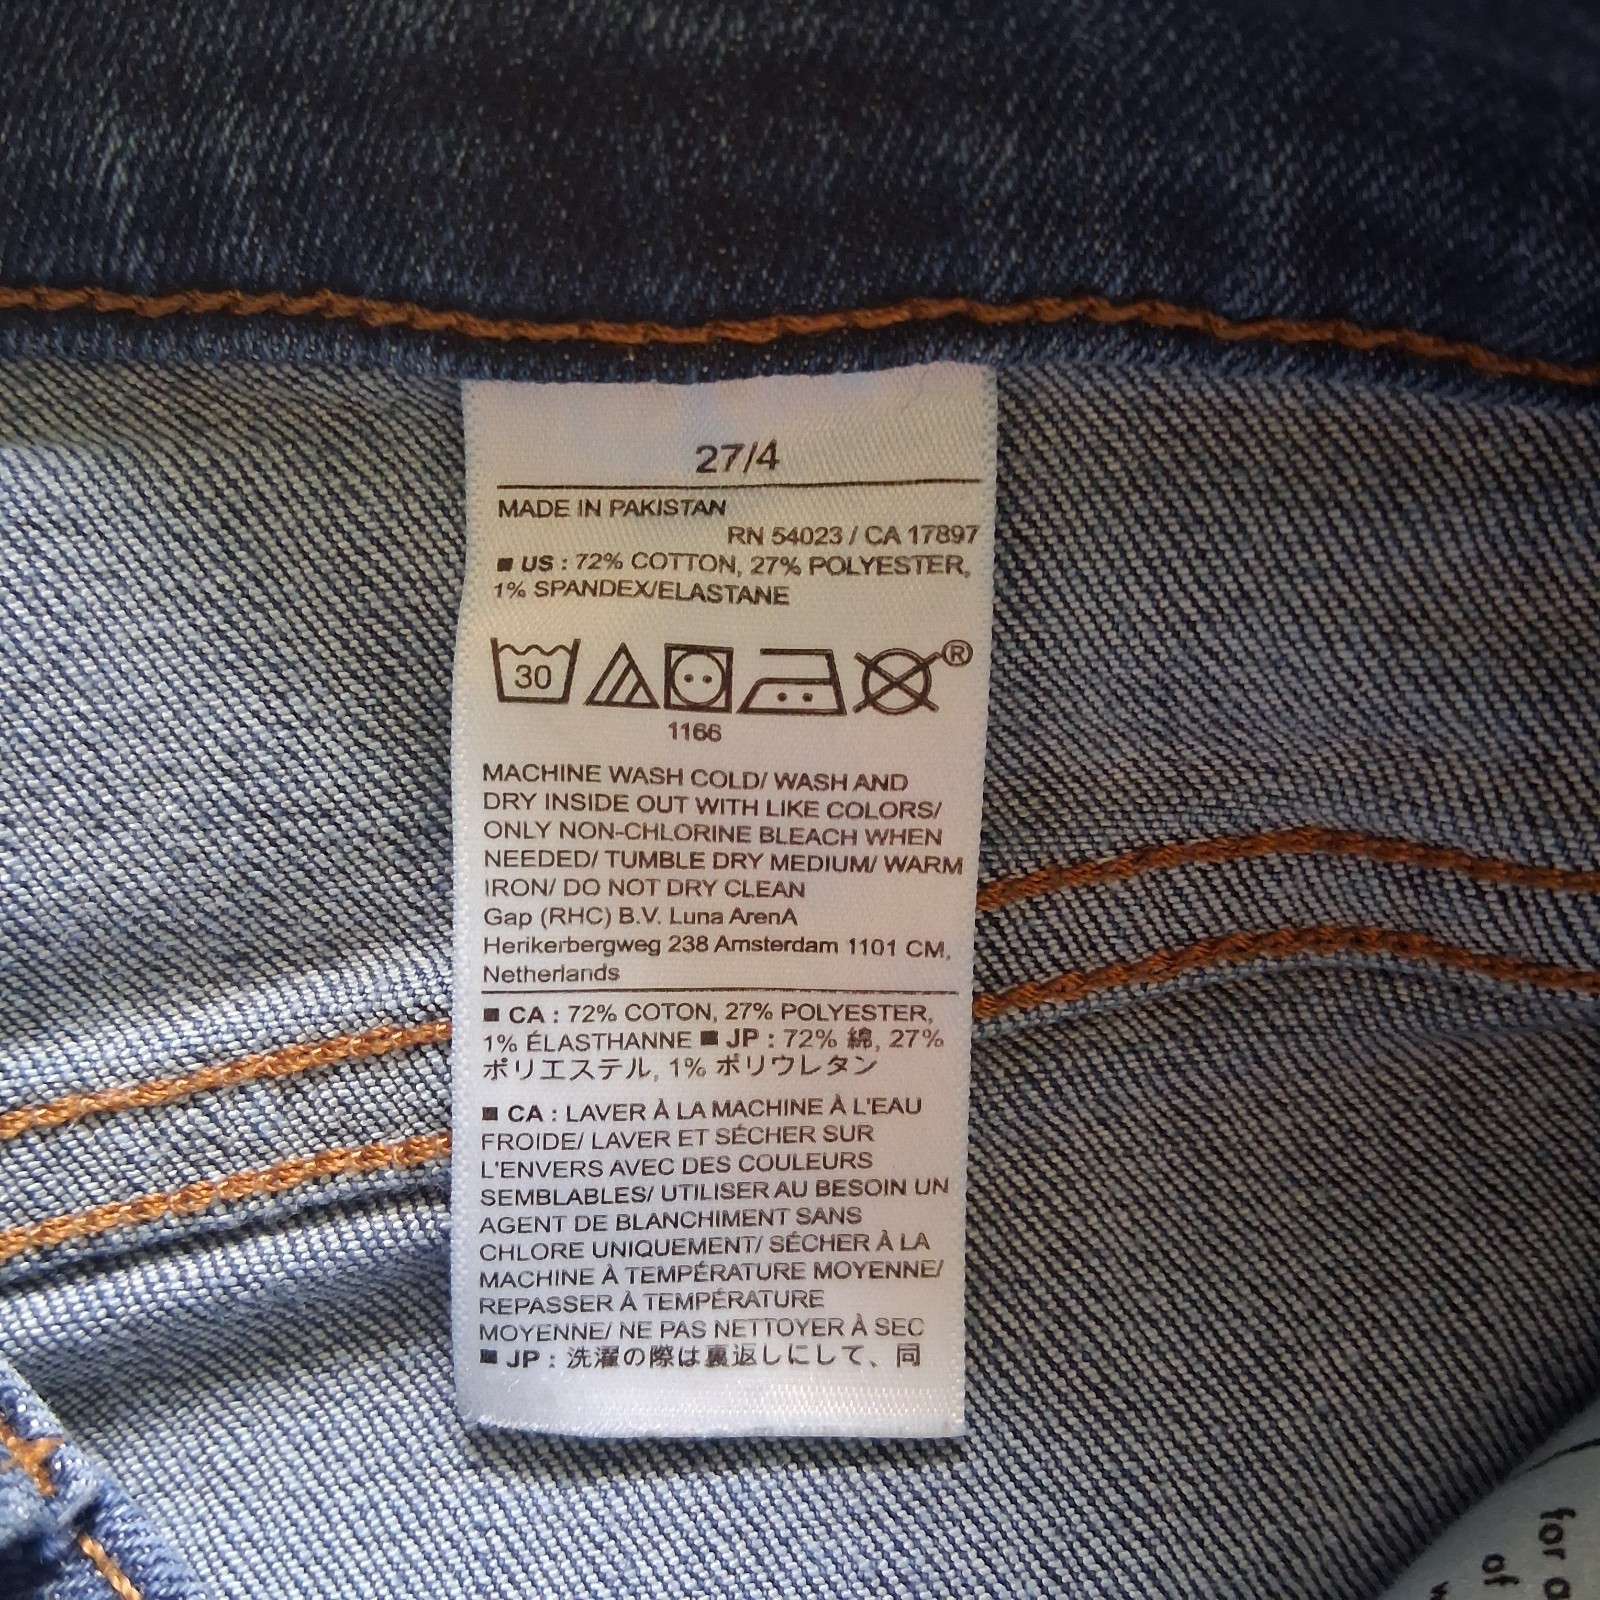 27/4
MADE IN PAKISTAN
RN 54023 / CA 17897
■ US : 72% COTTON, 27% POLYESTER,
1% SPANDEX/ELASTANE
30
®
1166
MACHINE WASH COLD/ WASH AND
DRY INSIDE OUT WITH LIKE COLORS/
ONLY NON-CHLORINE BLEACH WHEN
NEEDED/ TUMBLE DRY MEDIUM/ WARM
IRON/ DO NOT DRY CLEAN
Gap (RHC) B.V. Luna ArenA
Herikerbergweg 238 Amsterdam 1101 CM,
Netherlands
■ CA : 72% COTON, 27% POLYESTER,
1% ÉLASTHANNE ■ JP : 72% 綿, 27%
ポリエステル, 1% ポリウレタン
■ CA : LAVER À LA MACHINE À L'EAU
FROIDE/ LAVER ET SÉCHER SUR
L'ENVERS AVEC DES COULEURS
SEMBLABLES/ UTILISER AU BESOIN UN
AGENT DE BLANCHIMENT SANS
CHLORE UNIQUEMENT/ SÉCHER À LA
MACHINE À TEMPÉRATURE MOYENNE/
REPASSER À TEMPÉRATURE
MOYENNE/ NE PAS NETTOYER À SEC
■ JP : 洗濯の際は裏返しにして、同
for
of